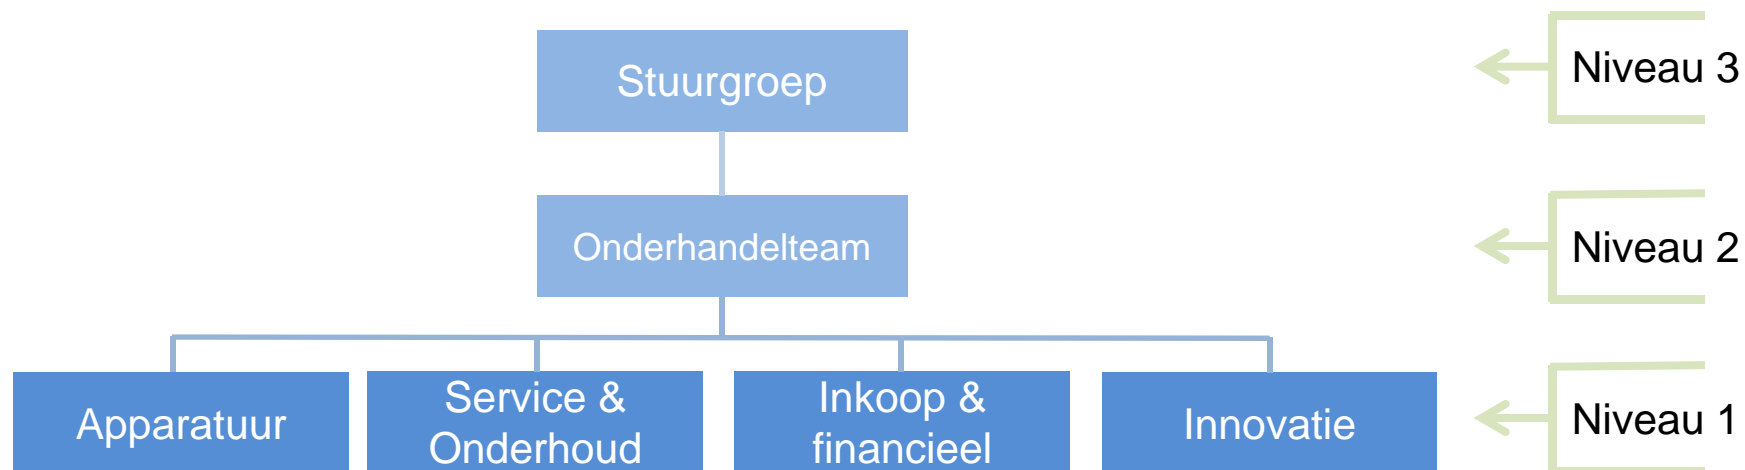 Stuurgroep
Niveau 3
Onderhandelteam
Niveau 2
Apparatuur
Service &
Onderhoud
Inkoop &
financieel
Innovatie
Niveau 1